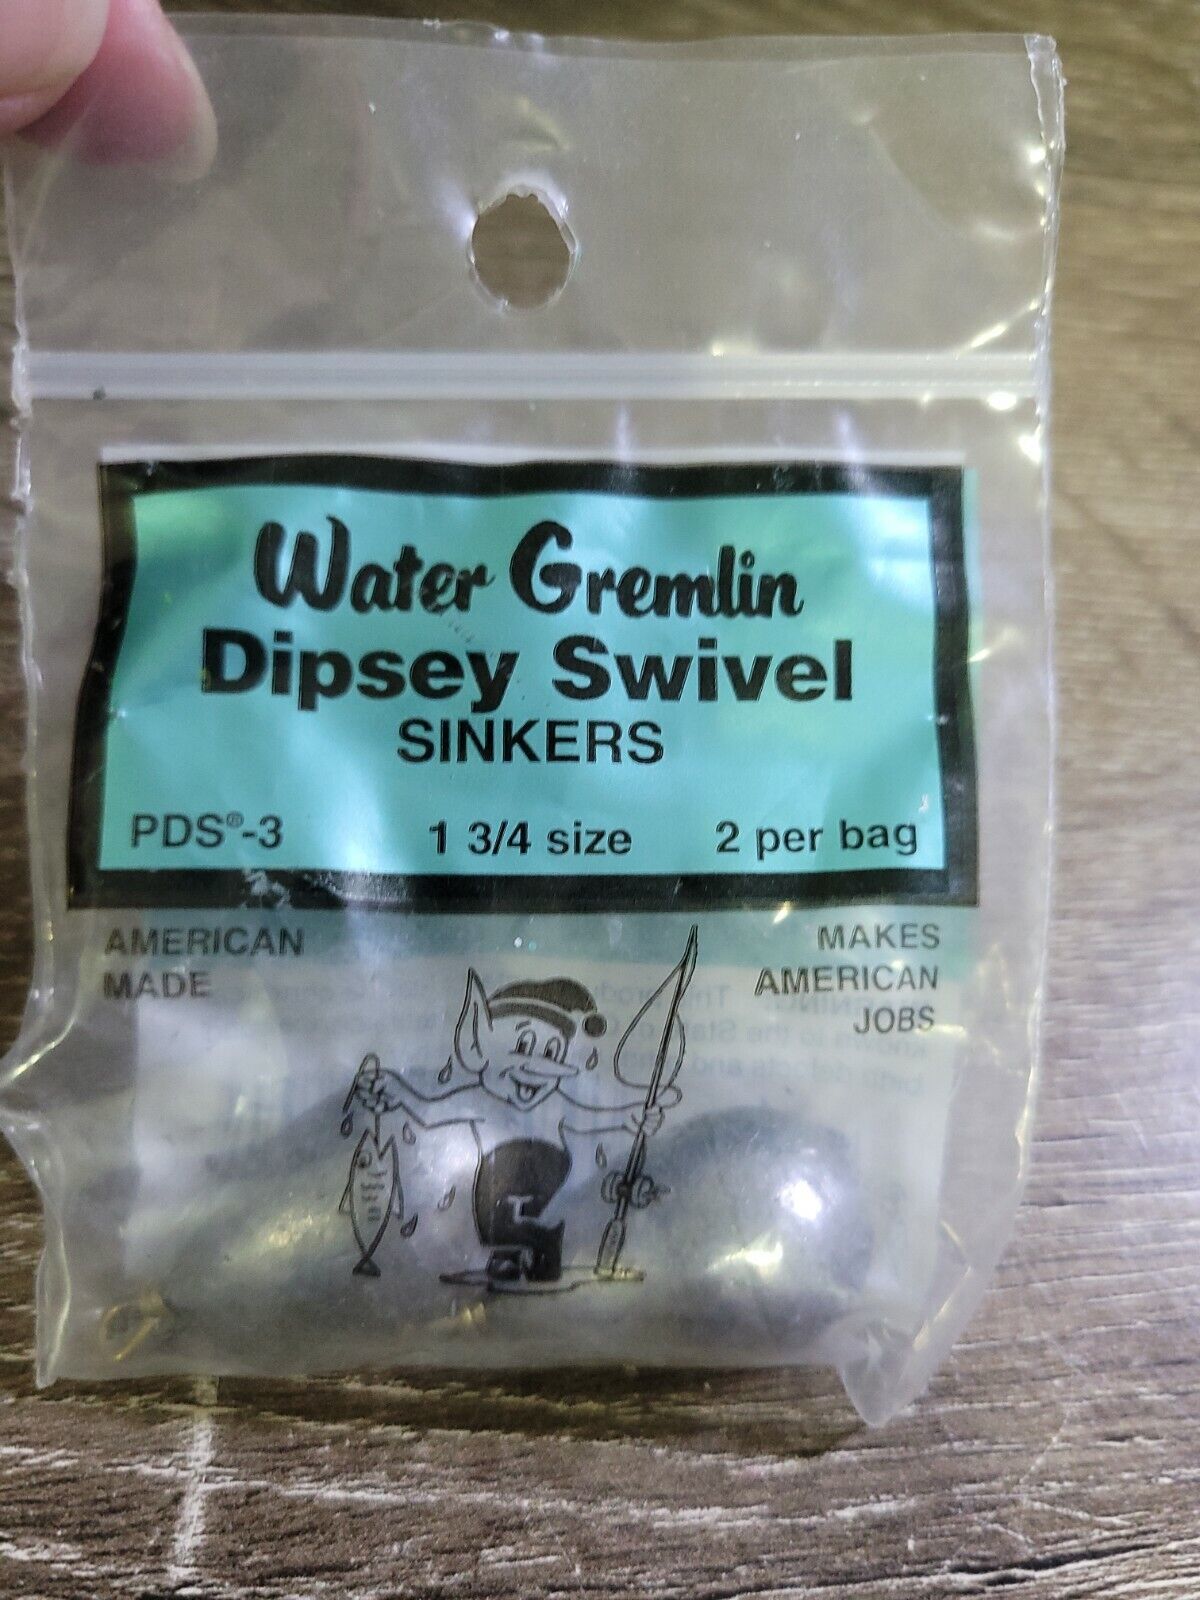 Water Gremlin
Dipsey Swivel
SINKERS
PDS®-3 1 3/4 size 2 per bag
AMERICAN
MADE
MAKES
AMERICAN
JOBS